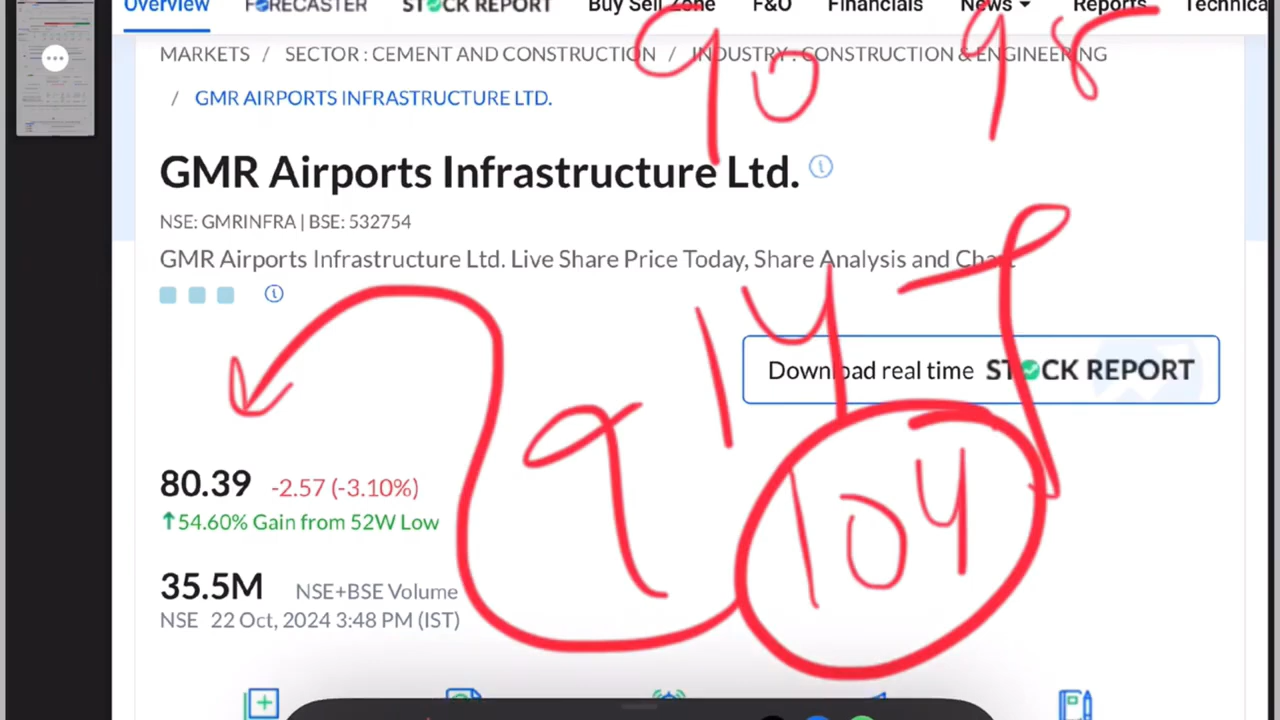 Overview FORECASTER STOCK REPORT Buy Sell Zone F&O Financials News Reports Technica
MARKETS / SECTOR : CEMENT AND CONSTRUCTION / INDUSTRY : CONSTRUCTION & ENGINEERING
/ GMR AIRPORTS INFRASTRUCTURE LTD.
90 98
GMR Airports Infrastructure Ltd.
NSE: GMRINFRA | BSE: 532754
GMR Airports Infrastructure Ltd. Live Share Price Today, Share Analysis and Chart
14
Download real time STOCK REPORT
9
104
80.39 -2.57 (-3.10%)
54.60% Gain from 52W Low
35.5M NSE+BSE Volume
NSE 22 Oct, 2024 3:48 PM (IST)